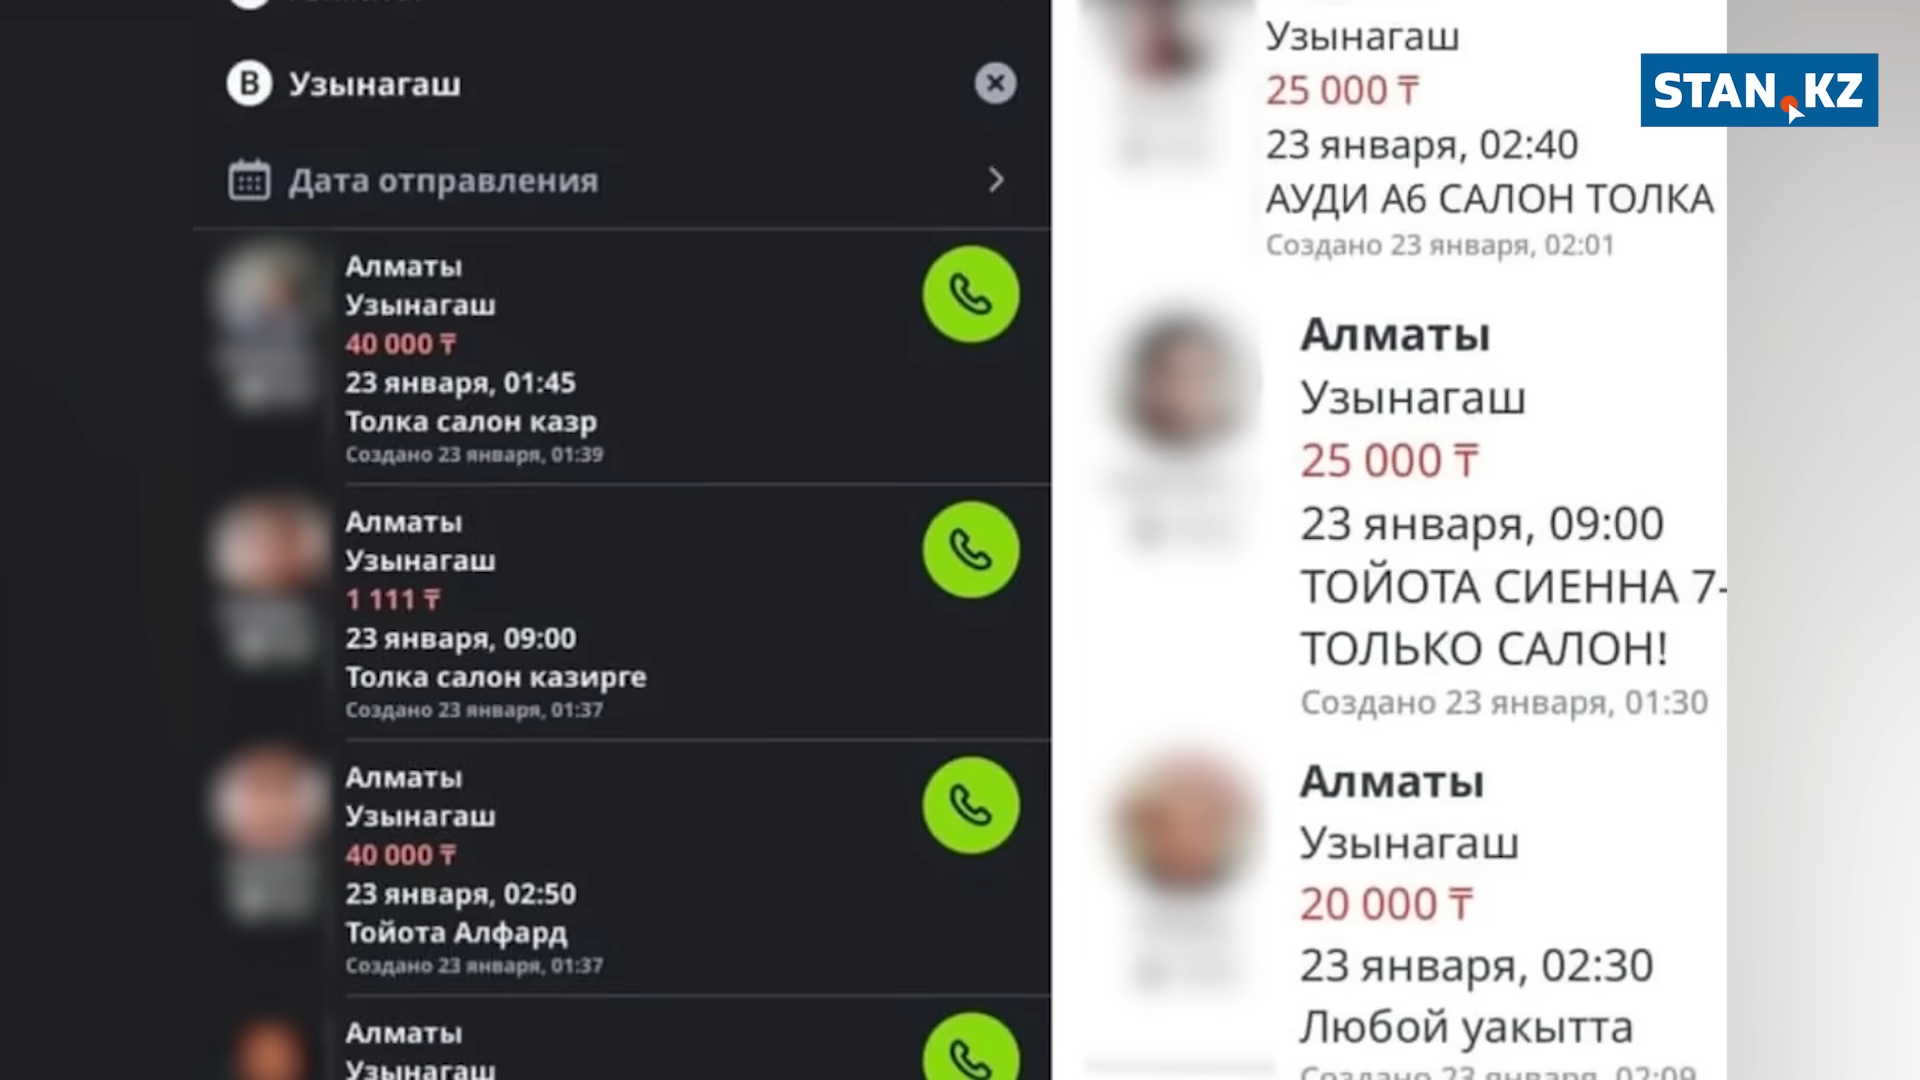 B Узынагаш
Дата отправления
Алматы
Узынагаш
40 000 ₸
23 января, 01:45
Толка салон казр
Создано 23 января, 01:39
Алматы
Узынагаш
1 111 ₸
23 января, 09:00
Толка салон казирге
Создано 23 января, 01:37
Алматы
Узынагаш
40 000 ₸
23 января, 02:50
Тойота Алфард
Создано 23 января, 01:37
Алматы
Узынагаш
Узынагаш
25 000 ₸
23 января, 02:40
АУДИ А6 САЛОН ТОЛКА
Создано 23 января, 02:01
Алматы
Узынагаш
25 000 ₸
23 января, 09:00
ТОЙОТА СИЕННА 7-
ТОЛЬКО САЛОН!
Создано 23 января, 01:30
Алматы
Узынагаш
20 000 ₸
23 января, 02:30
Любой уакытта
Создано 23 января, 02:09
STAN.KZ